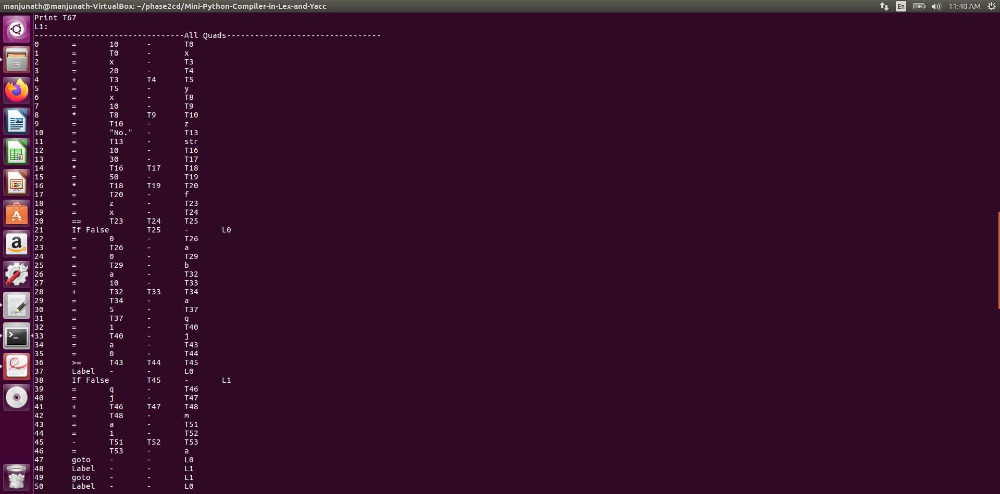 manjunath@manjunath-VirtualBox: ~/phase2cd/Mini-Python-Compiler-in-Lex-and-Yacc En 11:40 AM
Print T67
L1:
--------------------------------All Quads---------------------------------
0 = 10 - T0
1 = T0 - x
2 = x - T3
3 = 20 - T4
4 + T3 T4 T5
5 = T5 - y
6 = x - T8
7 = 10 - T9
8 * T8 T9 T10
9 = T10 - z
10 = "No." - T13
11 = T13 - str
12 = 10 - T16
13 = 30 - T17
14 * T16 T17 T18
15 = 50 - T19
16 * T18 T19 T20
17 = T20 - f
18 = z - T23
19 = x - T24
20 == T23 T24 T25
21 If False T25 - L0
22 = 0 - T26
23 = T26 - a
24 = 0 - T29
25 = T29 - b
26 = a - T32
27 = 10 - T33
28 + T32 T33 T34
29 = T34 - a
30 = 5 - T37
31 = T37 - q
32 = 1 - T40
33 = T40 - j
34 = a - T43
35 = 0 - T44
36 >= T43 T44 T45
37 Label - - L0
38 If False T45 - L1
39 = q - T46
40 = j - T47
41 + T46 T47 T48
42 = T48 - m
43 = a - T51
44 = 1 - T52
45 - T51 T52 T53
46 = T53 - a
47 goto - - L0
48 Label - - L1
49 goto - - L1
50 Label - - L0